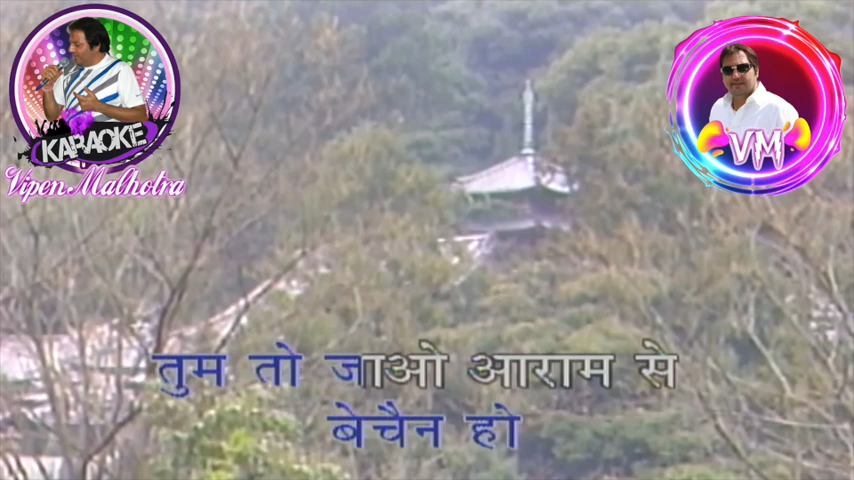 KARAOKE
Vipen Malhotra
VM
तुम तो जाओ आराम से
बेचैन हो